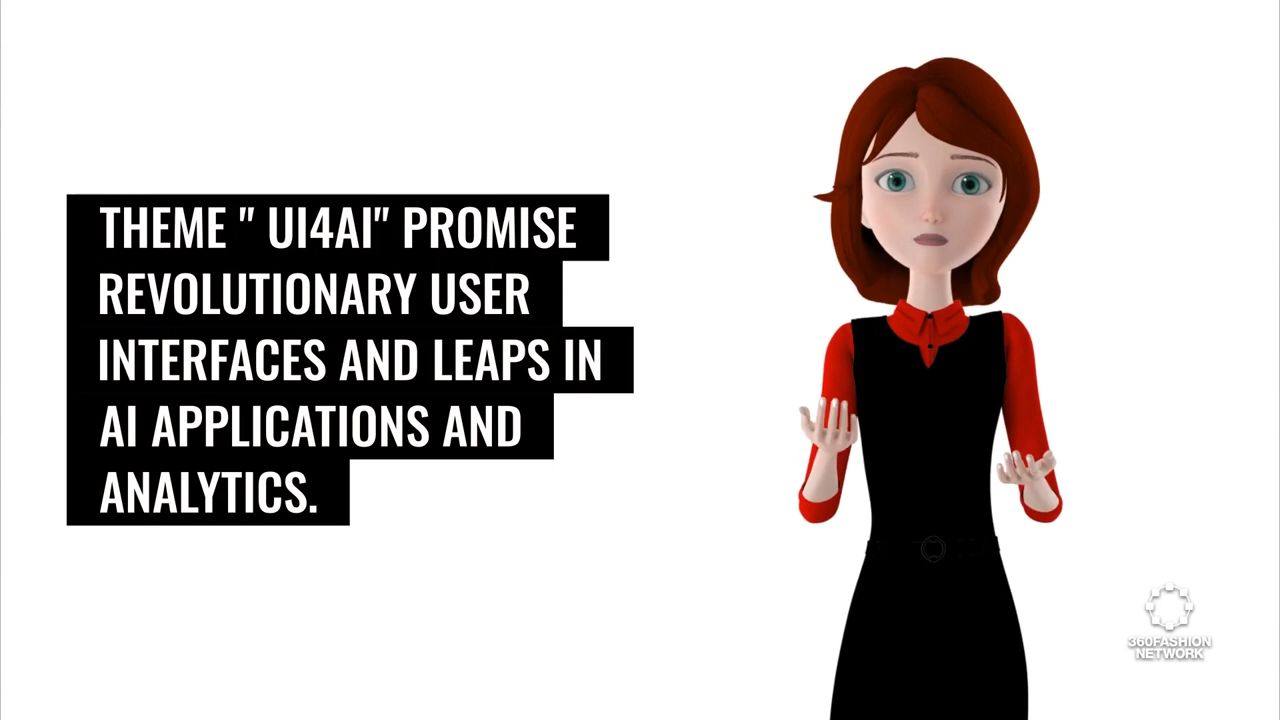 THEME " UI4AI" PROMISE
REVOLUTIONARY USER
INTERFACES AND LEAPS IN
AI APPLICATIONS AND
ANALYTICS.
360FASHION
NETWORK